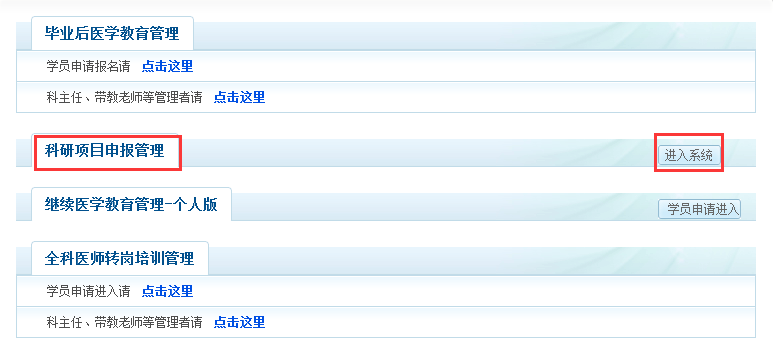 毕业后医学教育管理
学员申请报名请 点击这里
科主任、带教老师等管理者请 点击这里
科研项目申报管理 进入系统
继续医学教育管理-个人版 学员申请进入
全科医师转岗培训管理
学员申请进入请 点击这里
科主任、带教老师等管理者请 点击这里